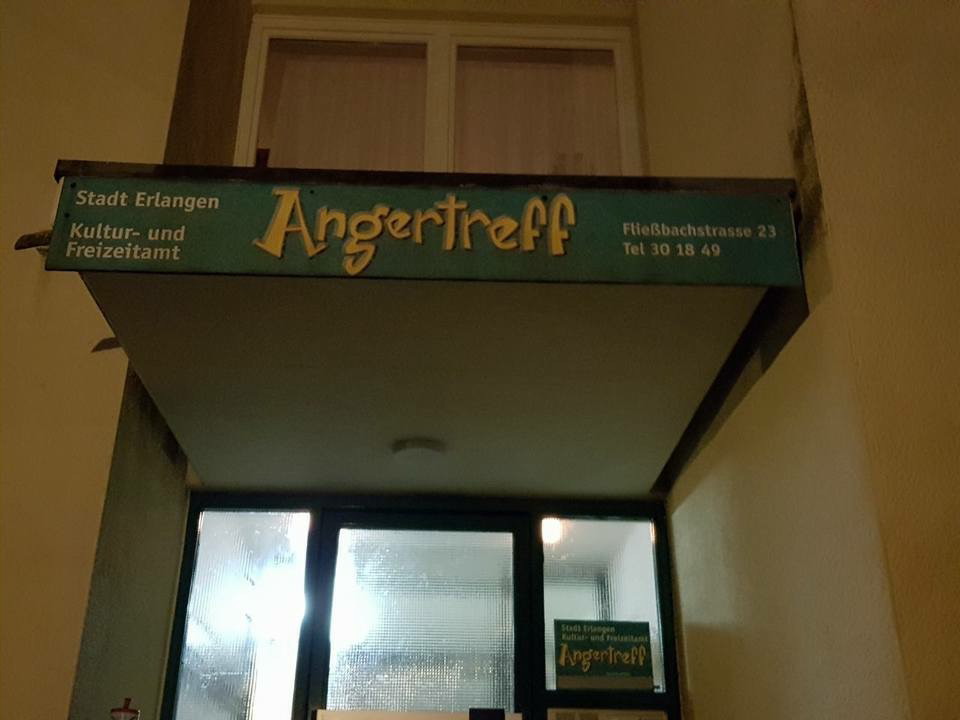 Stadt Erlangen
Kultur- und
Freizeitamt
Angertreff
Fließbachstrasse 23
Tel 30 18 49
Stadt Erlangen
Kultur- und Freizeitamt
Angertreff